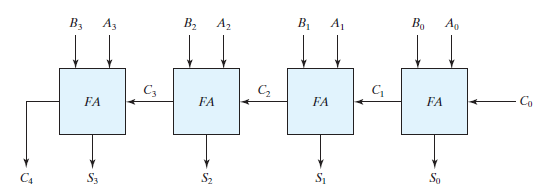 B₃ A₃ B₂ A₂ B₁ A₁ B₀ A₀
C₃ C₂ C₁
FA FA FA FA C₀
C₄ S₃ S₂ S₁ S₀